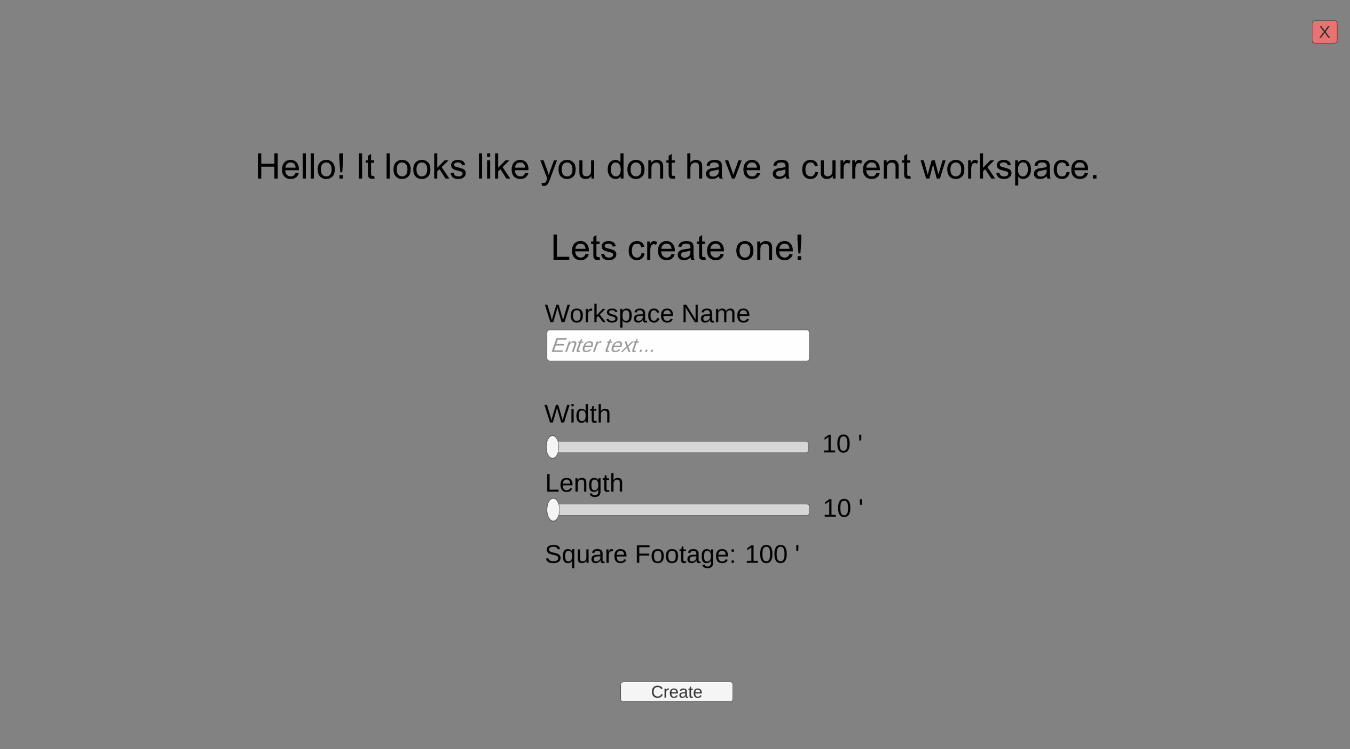 X
Hello! It looks like you dont have a current workspace.
Lets create one!
Workspace Name
Enter text...
Width
10 '
Length
10 '
Square Footage: 100 '
Create